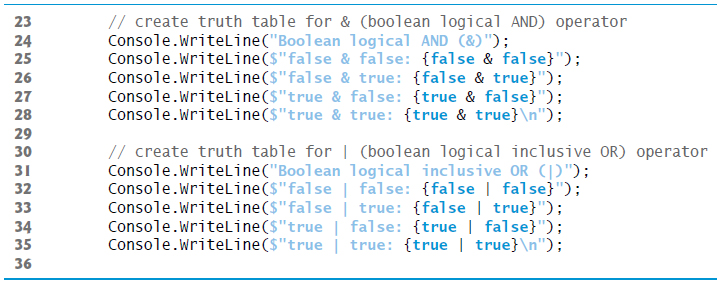 23 // create truth table for & (boolean logical AND) operator
24 Console.WriteLine("Boolean logical AND (&)");
25 Console.WriteLine($"false & false: {false & false}");
26 Console.WriteLine($"false & true: {false & true}");
27 Console.WriteLine($"true & false: {true & false}");
28 Console.WriteLine($"true & true: {true & true}\n");
29
30 // create truth table for | (boolean logical inclusive OR) operator
31 Console.WriteLine("Boolean logical inclusive OR (|)");
32 Console.WriteLine($"false | false: {false | false}");
33 Console.WriteLine($"false | true: {false | true}");
34 Console.WriteLine($"true | false: {true | false}");
35 Console.WriteLine($"true | true: {true | true}\n");
36